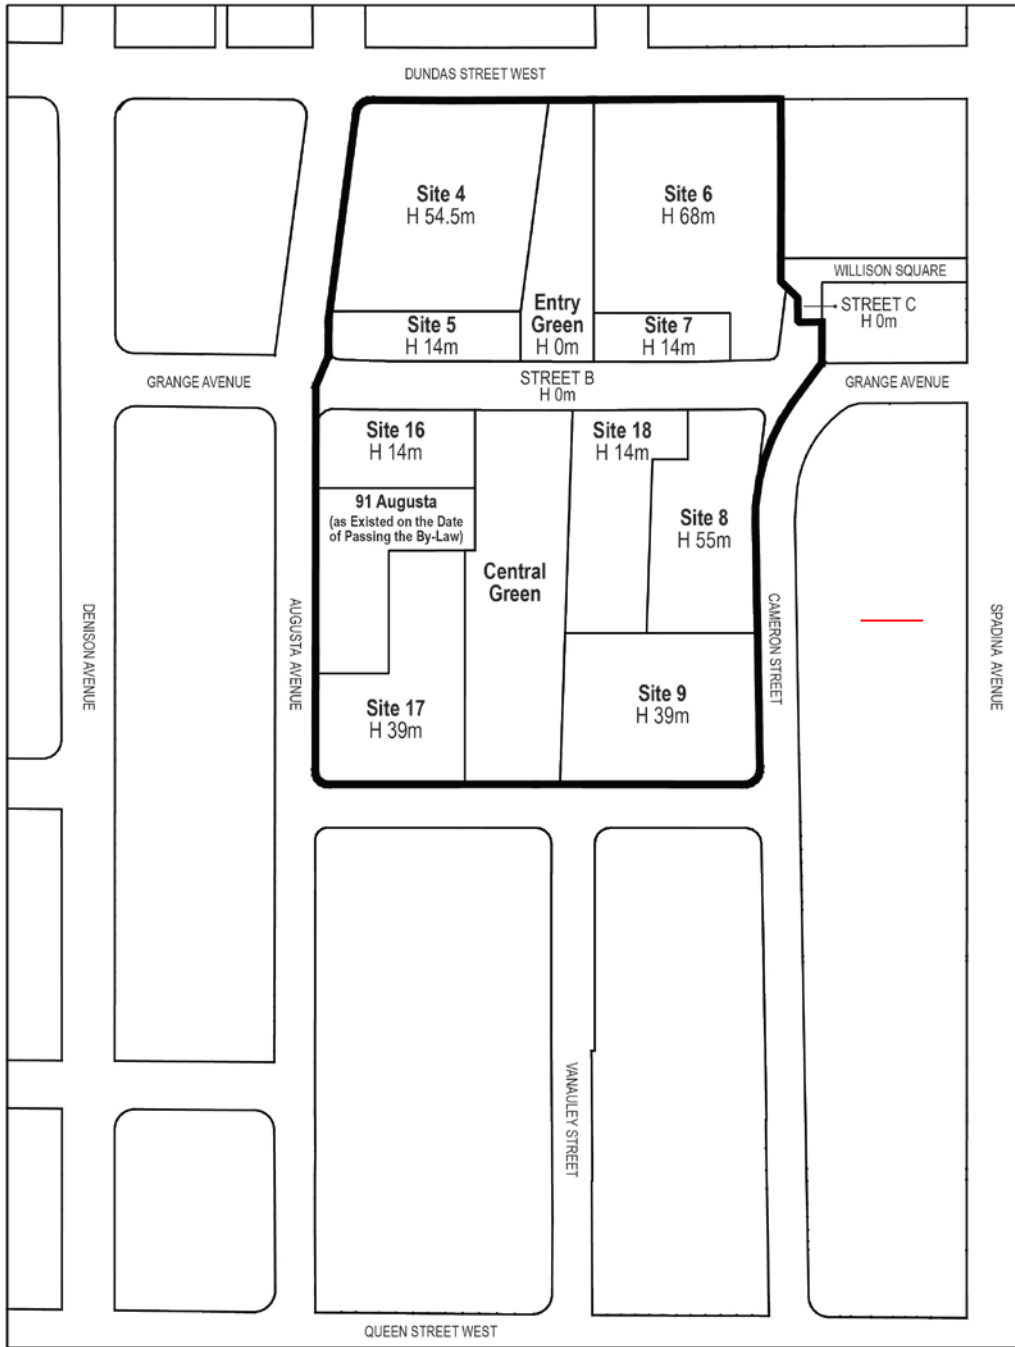 DUNDAS STREET WEST
Site 4
H 54.5m
Site 6
H 68m
WILLISON SQUARE
STREET C
H 0m
Entry
Green
H 0m
Site 5
H 14m
Site 7
H 14m
GRANGE AVENUE
STREET B
H 0m
GRANGE AVENUE
Site 16
H 14m
Site 18
H 14m
91 Augusta
(as Existed on the Date
of Passing the By-Law)
Site 8
H 55m
Central
Green
DENISON AVENUE
AUGUSTA AVENUE
CAMERON STREET
SPADINA AVENUE
Site 17
H 39m
Site 9
H 39m
VANAULEY STREET
QUEEN STREET WEST